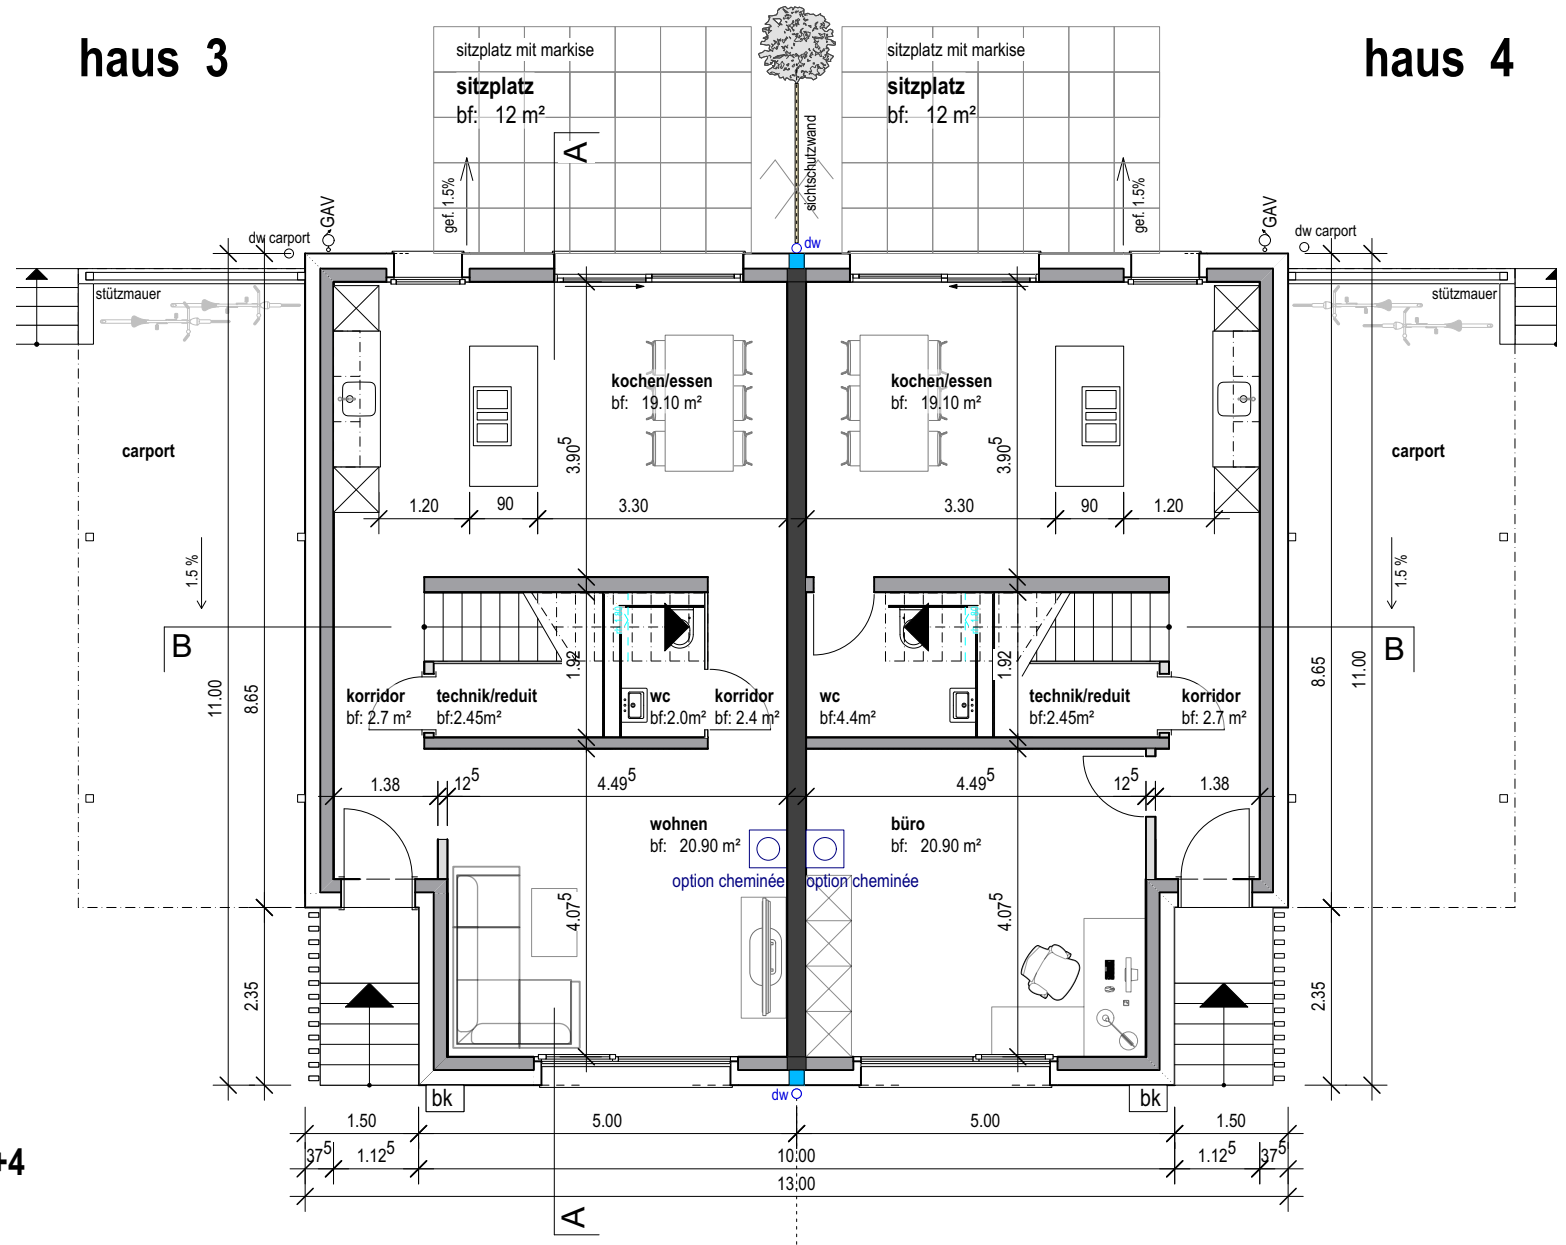 haus 3
haus 4
sitzplatz mit markise
sitzplatz
bf: 12 m²
sitzplatz mit markise
sitzplatz
bf: 12 m²
A
sichtschutzwand
gef. 1.5%
gef. 1.5%
GAV
GAV
dw carport
dw carport
dw
stützmauer
stützmauer
kochen/essen
bf: 19.10 m²
kochen/essen
bf: 19.10 m²
carport
carport
3.90⁵
3.90⁵
1.20
90
3.30
3.30
90
1.20
1.5 %
1.5 %
B
B
1.92
1.92
11.00
8.65
8.65
11.00
korridor
bf: 2.7 m²
technik/reduit
bf:2.45m²
wc
bf:2.0m²
korridor
bf: 2.4 m²
wc
bf:4.4m²
technik/reduit
bf:2.45m²
korridor
bf: 2.7 m²
1.38
12⁵
4.49⁵
4.49⁵
12⁵
1.38
wohnen
bf: 20.90 m²
büro
bf: 20.90 m²
option cheminée
option cheminée
4.07⁵
4.07⁵
2.35
2.35
bk
dw
bk
1.50
5.00
5.00
1.50
37⁵
1.12⁵
10.00
1.12⁵
37⁵
+4
13.00
A